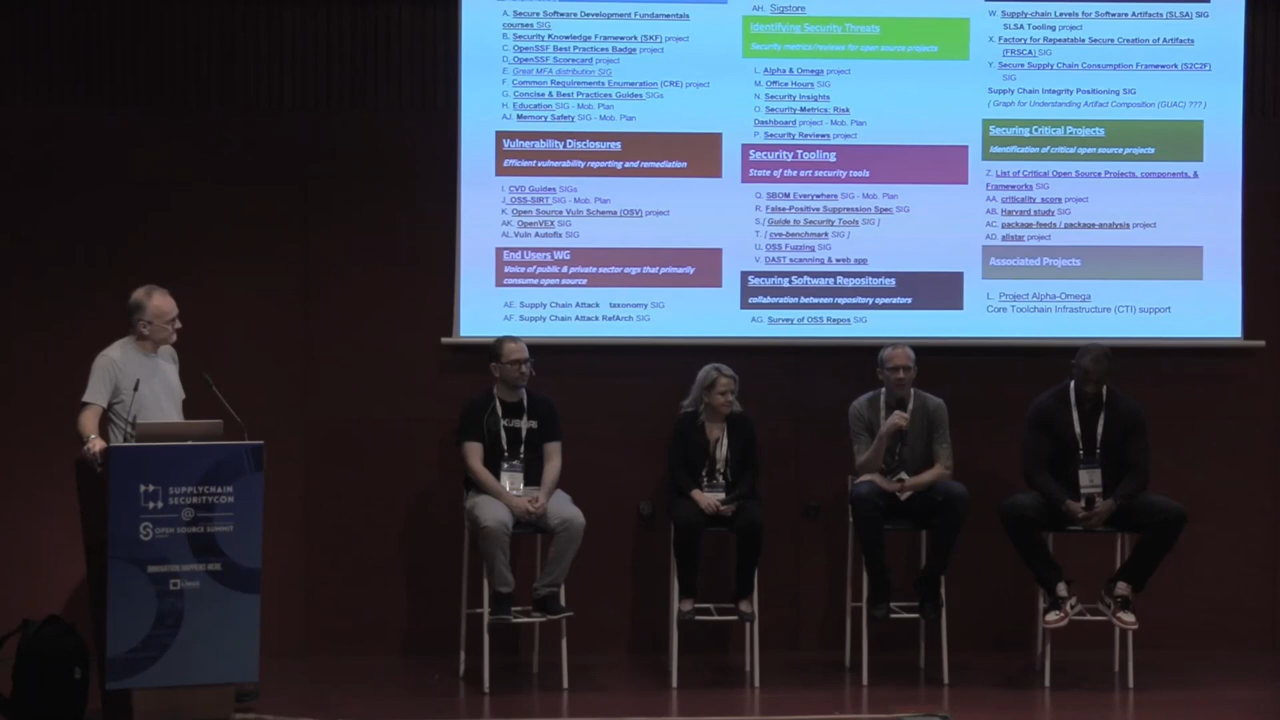 A. Secure Software Development Fundamentals
courses SIG
B. Security Knowledge Framework (SKF) project
C. OpenSSF Best Practices Badge project
D. OpenSSF Scorecard project
E. Great MFA distribution SIG
F. Common Requirements Enumeration (CRE) project
G. Concise & Best Practices Guides SIGs
H. Education SIG - Mob. Plan
AJ. Memory Safety SIG - Mob. Plan
Vulnerability Disclosures
Efficient vulnerability reporting and remediation
I. CVD Guides SIGs
J. OSS-SIRT SIG - Mob. Plan
K. Open Source Vuln Schema (OSV) project
AK. OpenVEX SIG
AL. Vuln Autofix SIG
End Users WG
Voice of public & private sector orgs that primarily
consume open source
AE. Supply Chain Attack taxonomy SIG
AF. Supply Chain Attack RefArch SIG
AH. Sigstore
Identifying Security Threats
Security metrics/reviews for open source projects
L. Alpha & Omega project
M. Office Hours SIG
N. Security Insights
O. Security-Metrics: Risk
Dashboard project - Mob. Plan
P. Security Reviews project
Security Tooling
State of the art security tools
Q. SBOM Everywhere SIG - Mob. Plan
R. False-Positive Suppression Spec SIG
S. [ Guide to Security Tools SIG ]
T. [ cve-benchmark SIG ]
U. OSS Fuzzing SIG
V. DAST scanning & web app
Securing Software Repositories
collaboration between repository operators
AG. Survey of OSS Repos SIG
W. Supply-chain Levels for Software Artifacts (SLSA) SIG
SLSA Tooling project
X. Factory for Repeatable Secure Creation of Artifacts
(FRSCA) SIG
Y. Secure Supply Chain Consumption Framework (S2C2F)
SIG
Supply Chain Integrity Positioning SIG
( Graph for Understanding Artifact Composition (GUAC) ??? )
Securing Critical Projects
Identification of critical open source projects
Z. List of Critical Open Source Projects, components, &
Frameworks SIG
AA. criticality_score project
AB. Harvard study SIG
AC. package-feeds / package-analysis project
AD. allstar project
Associated Projects
L. Project Alpha-Omega
Core Toolchain Infrastructure (CTI) support
SUPPLYCHAIN
SECURITYCON
@
OPEN SOURCE SUMMIT
INNOVATION HAPPENS HERE.